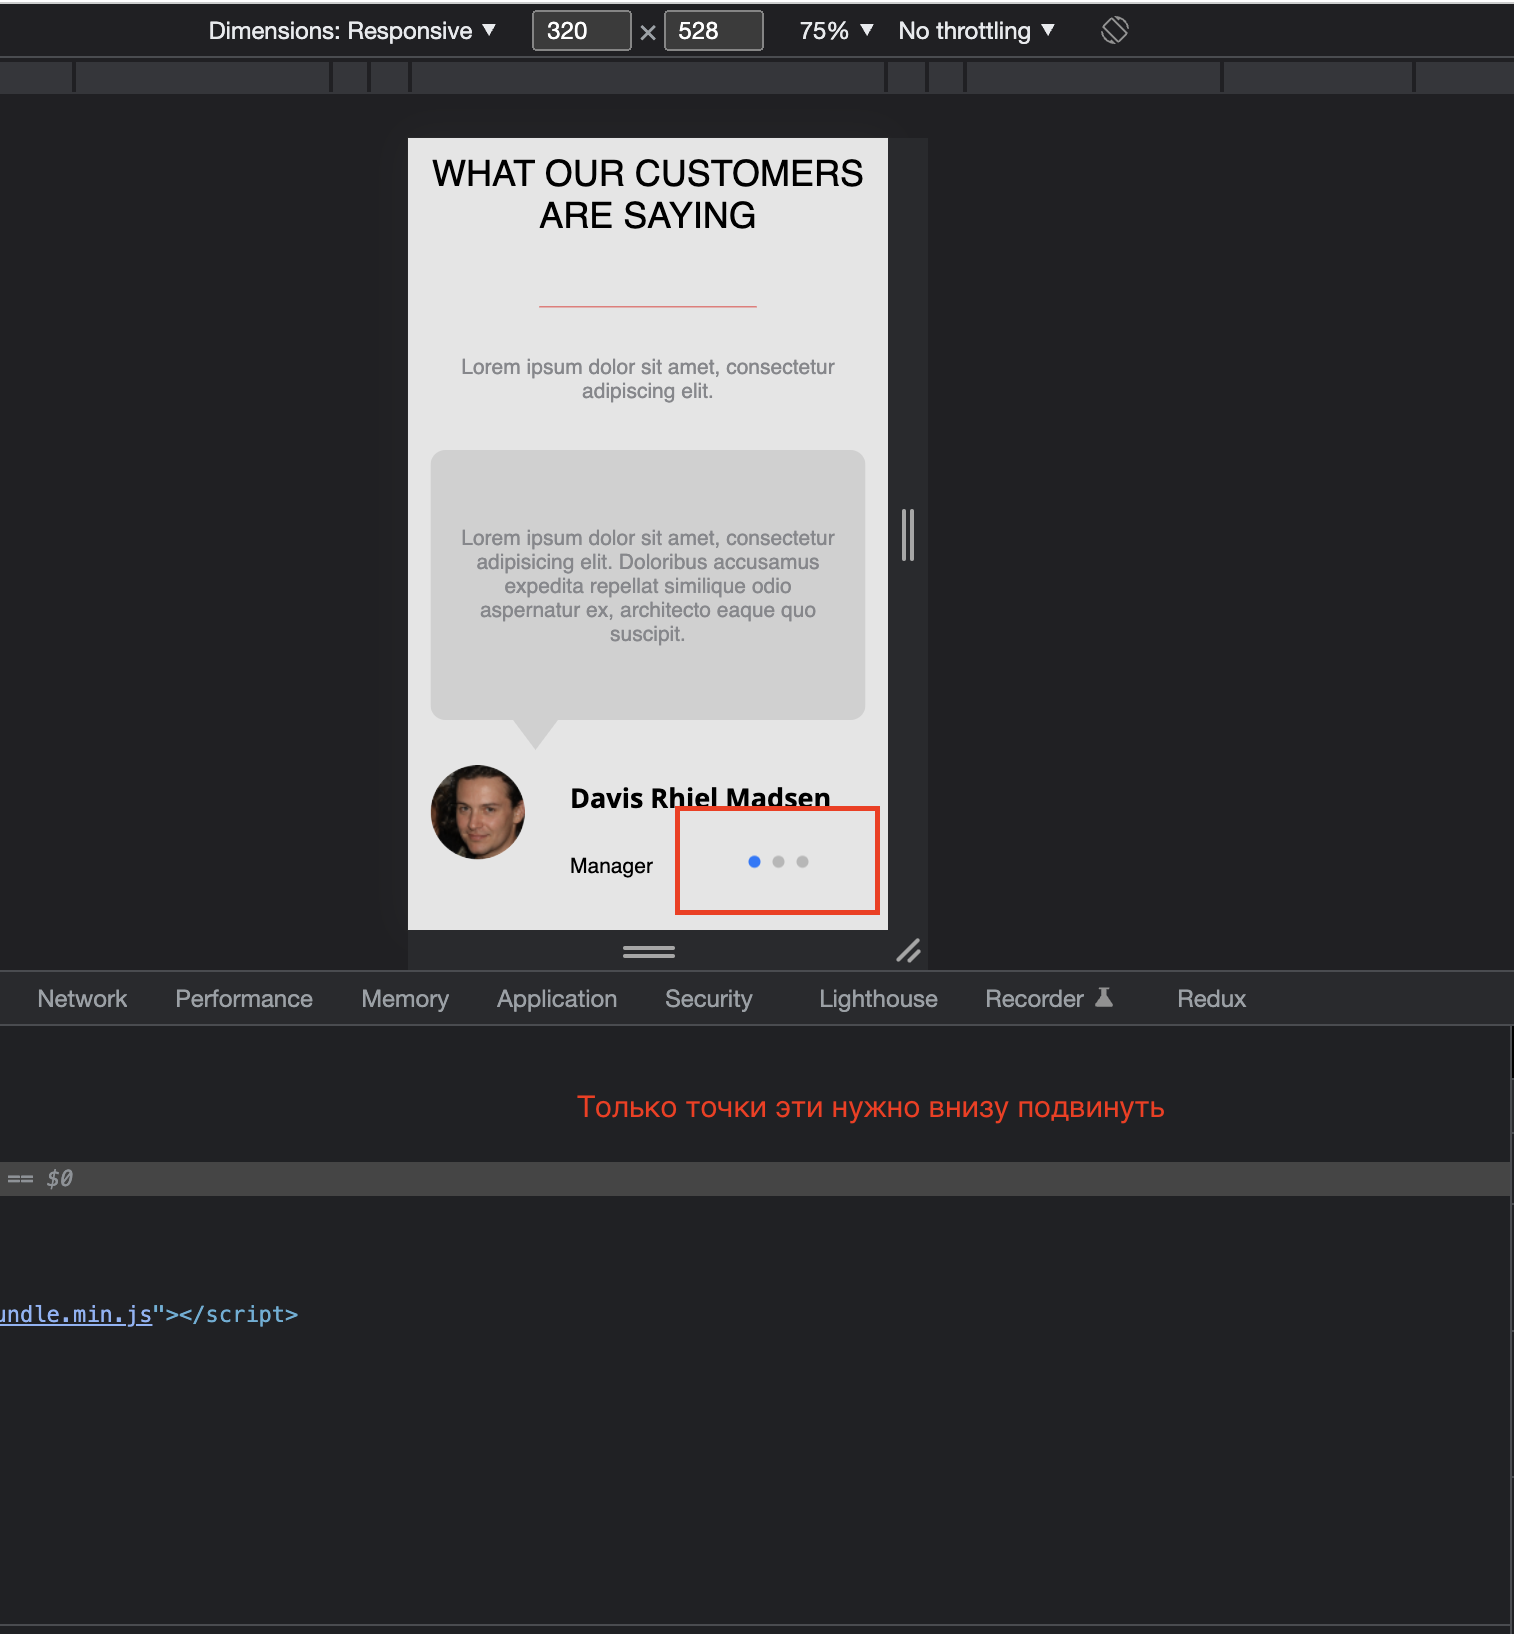 Dimensions: Responsive ▼ 320 × 528 75% ▼ No throttling ▼
WHAT OUR CUSTOMERS
ARE SAYING
Lorem ipsum dolor sit amet, consectetur
adipiscing elit.
Lorem ipsum dolor sit amet, consectetur
adipisicing elit. Doloribus accusamus
expedita repellat similique odio
aspernatur ex, architecto eaque quo
suscipit.
Davis Rhiel Madsen
Manager
Network Performance Memory Application Security Lighthouse Recorder Redux
Только точки эти нужно внизу подвинуть
== $0
undle.min.js"></script>